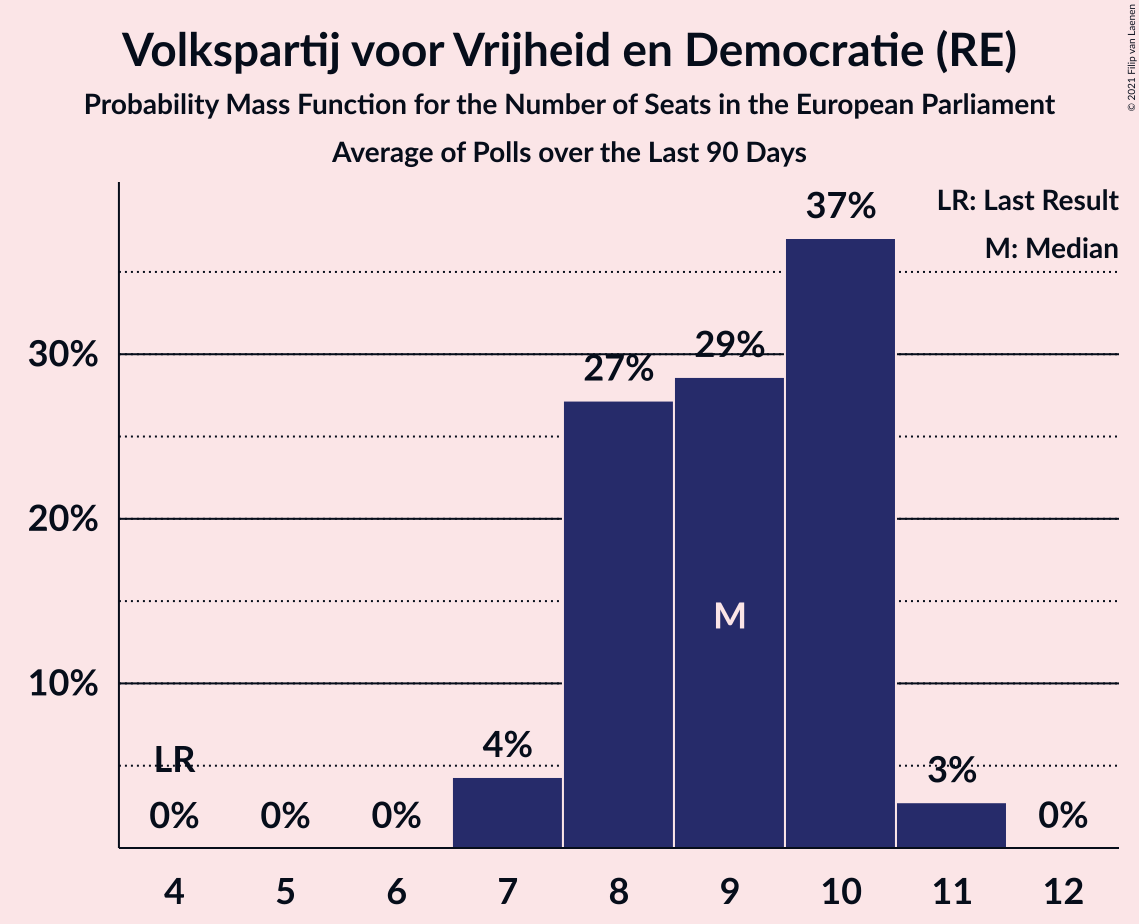 Volkspartij voor Vrijheid en Democratie (RE)
Probability Mass Function for the Number of Seats in the European Parliament
Average of Polls over the Last 90 Days
© 2021 Filip van Laenen
LR: Last Result
M: Median
37%
30%
29%
27%
20%
M
10%
LR
4%
3%
0%
0%
0%
0%
4
5
6
7
8
9
10
11
12